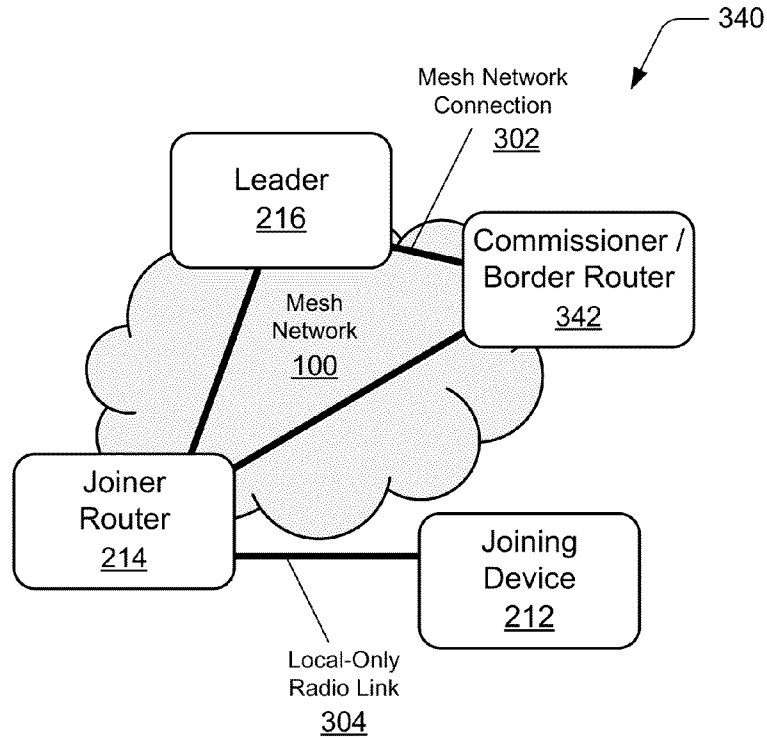 340
Mesh Network
Connection
302
Leader
216
Commissioner /
Border Router
342
Mesh
Network
100
Joiner
Router
214
Joining
Device
212
Local-Only
Radio Link
304